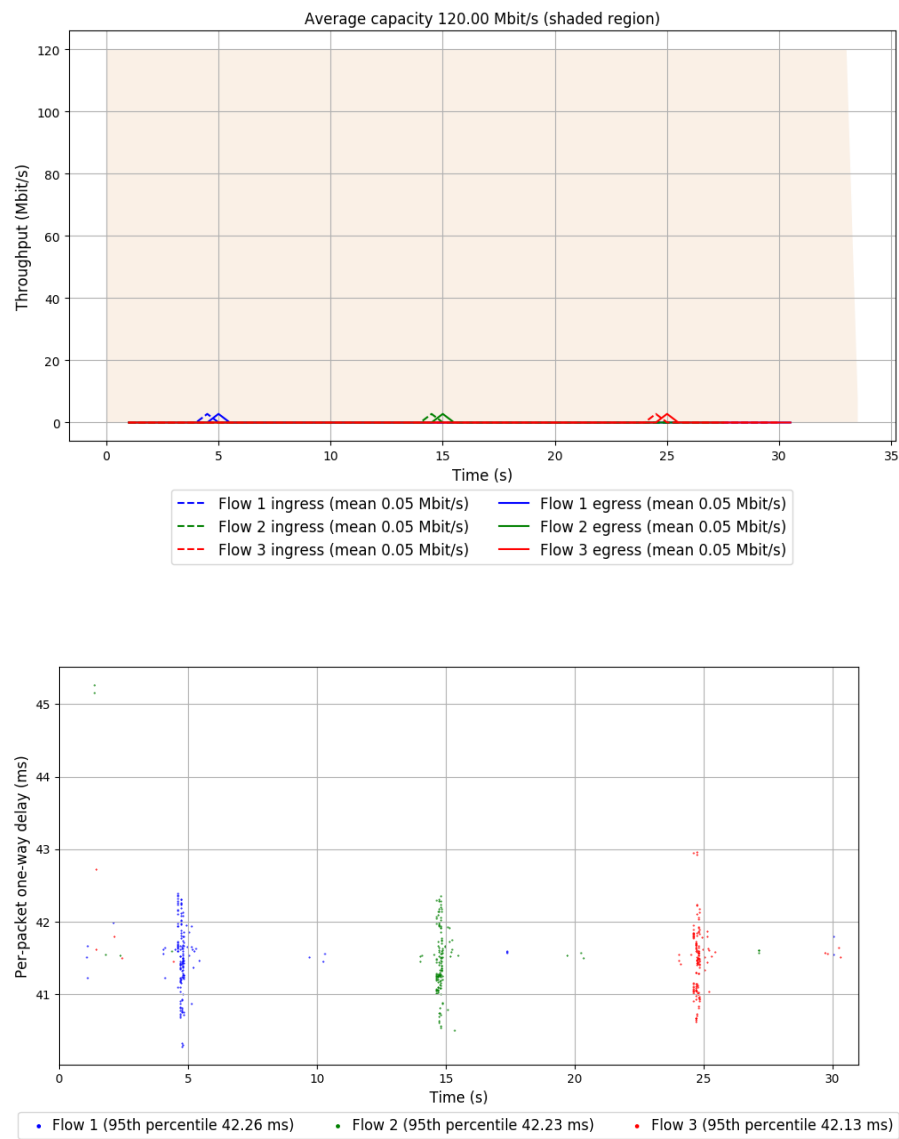 Average capacity 120.00 Mbit/s (shaded region)
120
100
80
60
40
20
0
Throughput (Mbit/s)
0 5 10 15 20 25 30 35
Time (s)
Flow 1 ingress (mean 0.05 Mbit/s) Flow 1 egress (mean 0.05 Mbit/s)
Flow 2 ingress (mean 0.05 Mbit/s) Flow 2 egress (mean 0.05 Mbit/s)
Flow 3 ingress (mean 0.05 Mbit/s) Flow 3 egress (mean 0.05 Mbit/s)
45
44
43
42
41
Per-packet one-way delay (ms)
0 5 10 15 20 25 30
Time (s)
Flow 1 (95th percentile 42.26 ms) Flow 2 (95th percentile 42.23 ms) Flow 3 (95th percentile 42.13 ms)